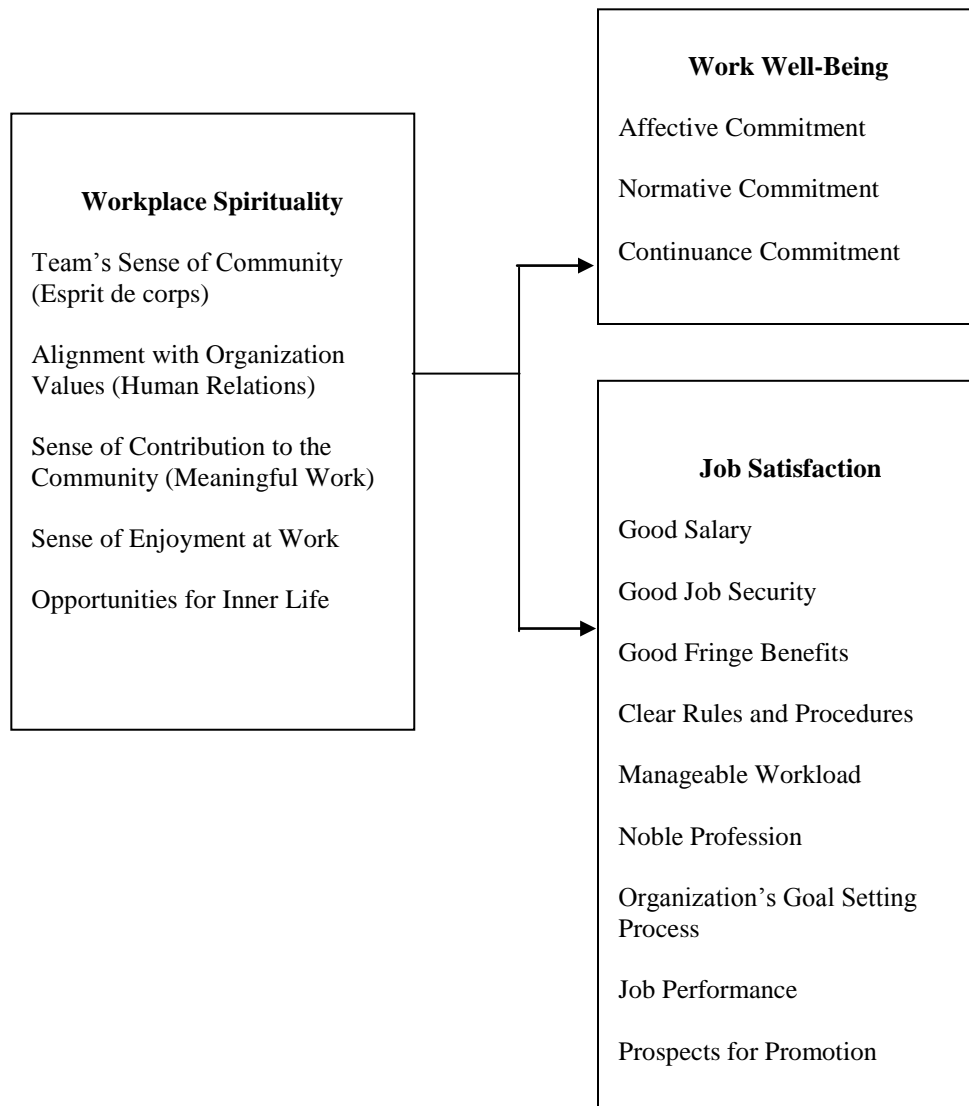 Workplace Spirituality
Team’s Sense of Community
(Esprit de corps)
Alignment with Organization
Values (Human Relations)
Sense of Contribution to the
Community (Meaningful Work)
Sense of Enjoyment at Work
Opportunities for Inner Life
Work Well-Being
Affective Commitment
Normative Commitment
Continuance Commitment
Job Satisfaction
Good Salary
Good Job Security
Good Fringe Benefits
Clear Rules and Procedures
Manageable Workload
Noble Profession
Organization’s Goal Setting
Process
Job Performance
Prospects for Promotion